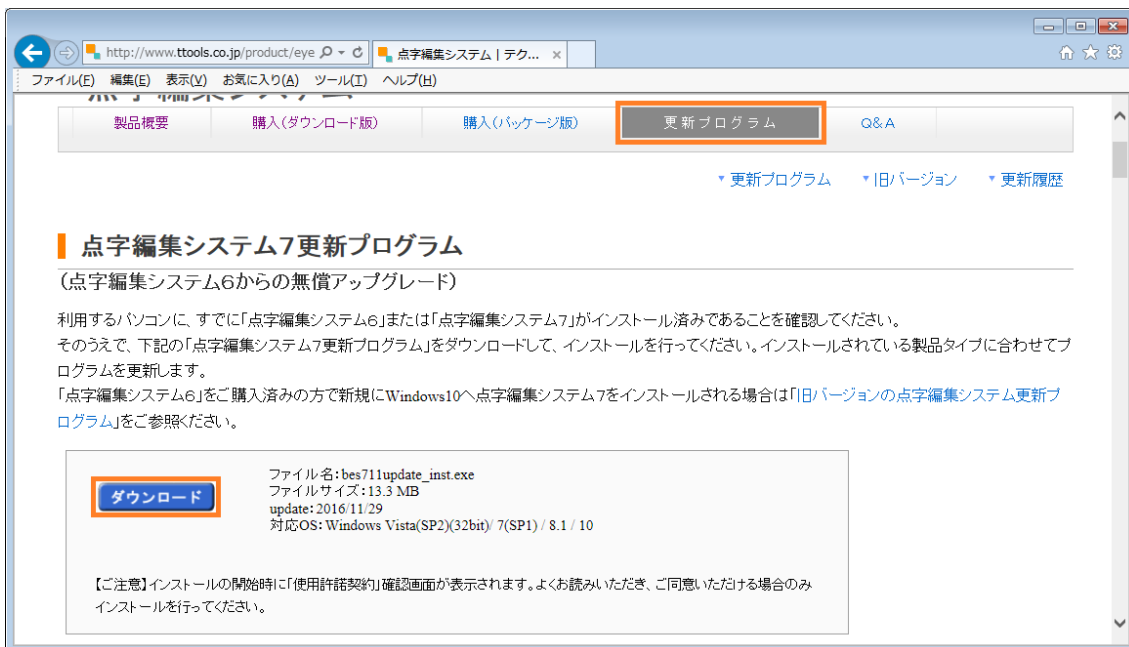 http://www.ttools.co.jp/product/eye
点字編集システム | テク...
ファイル(F) 編集(E) 表示(V) お気に入り(A) ツール(T) ヘルプ(H)
点字編集システム
製品概要 購入(ダウンロード版) 購入(パッケージ版) 更新プログラム Q&A
更新プログラム 旧バージョン 更新履歴
点字編集システム7更新プログラム
(点字編集システム6からの無償アップグレード)
利用するパソコンに、すでに「点字編集システム6」または「点字編集システム7」がインストール済みであることを確認してください。
そのうえで、下記の「点字編集システム7更新プログラム」をダウンロードして、インストールを行ってください。インストールされている製品タイプに合わせてプ
ログラムを更新します。
「点字編集システム6」をご購入済みの方で新規にWindows10へ点字編集システム7をインストールされる場合は「旧バージョンの点字編集システム更新プ
ログラム」をご参照ください。
ダウンロード
ファイル名：bes711update_inst.exe
ファイルサイズ：13.3 MB
update：2016/11/29
対応OS：Windows Vista(SP2)(32bit)/ 7(SP1) / 8.1 / 10
【ご注意】インストールの開始時に「使用許諾契約」確認画面が表示されます。よくお読みいただき、ご同意いただける場合のみ
インストールを行ってください。